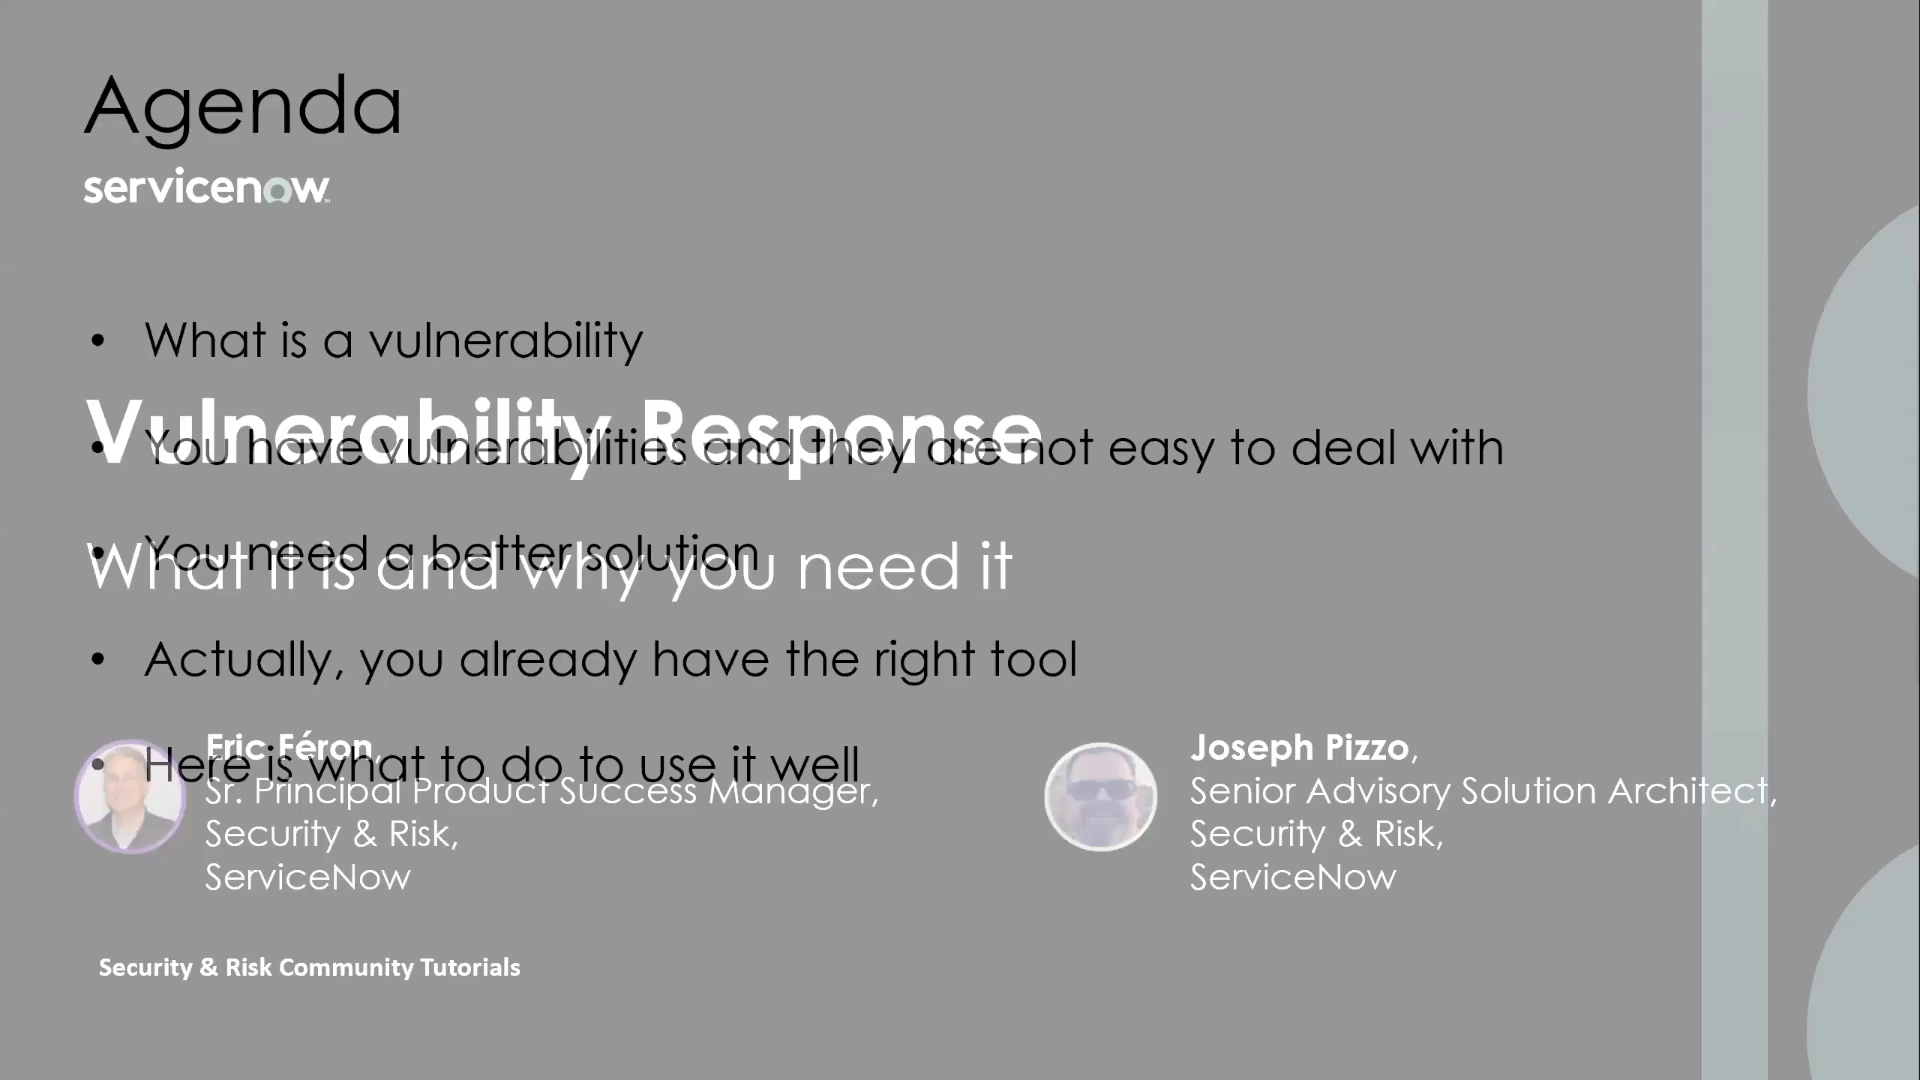 Agenda
servicenow
• What is a vulnerability
Vulnerability Response
• You have vulnerabilities and they are not easy to deal with
• You need a better solution
What it is and why you need it
• Actually, you already have the right tool
• Here is what to do to use it well
Eric Féron,
Sr. Principal Product Success Manager,
Security & Risk,
ServiceNow
Joseph Pizzo,
Senior Advisory Solution Architect,
Security & Risk,
ServiceNow
Security & Risk Community Tutorials